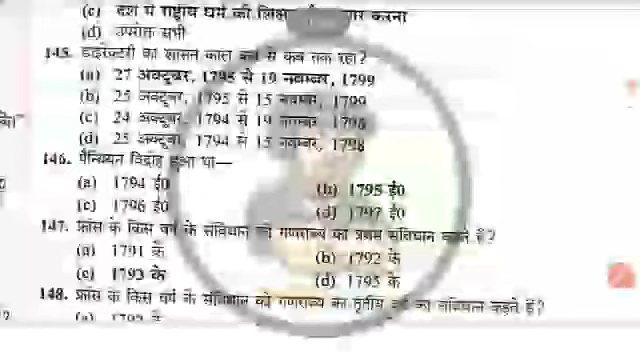 (c) देश में राष्ट्रीय धर्म की करना
(d) उपरोक्त सभी
145. डाइरेक्टरी का शासन काल कब से कब तक रहा?
(a) 27 अक्टूबर, 1795 से 19 नवम्बर, 1799
(b) 25 अक्टूबर, 1795 से 15 नवम्बर, 1799
(c) 24 अक्टूबर, 1794 से 19 नवम्बर, 1798
(d) 25 अक्टूबर, 1794 से 15 नवम्बर, 1798
146. विद्रोह हुआ था—
(a) 1794 ई0 (b) 1795 ई0
(c) 1796 ई0 (d) 1797 ई0
147. फ्रांस के किस वर्ष के संविधान को गणराज्य का प्रथम संविधान कहते हैं?
(a) 1791 के (b) 1792 के
(c) 1793 के (d) 1795 के
148. फ्रांस के किस वर्ष के संविधान को गणराज्य का तृतीय वर्ष का संविधान कहते हैं?
(a)